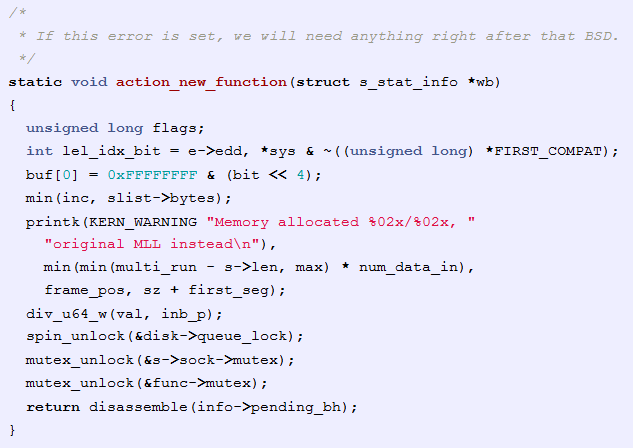 /*
 * If this error is set, we will need anything right after that BSD.
 */
static void action_new_function(struct s_stat_info *wb)
{
  unsigned long flags;
  int lel_idx_bit = e->edd, *sys & ~((unsigned long) *FIRST_COMPAT);
  buf[0] = 0xFFFFFFFF & (bit << 4);
  min(inc, slist->bytes);
  printk(KERN_WARNING "Memory allocated %02x/%02x, "
    "original MLL instead\n"),
    min(min(multi_run - s->len, max) * num_data_in),
    frame_pos, sz + first_seg);
  div_u64_w(val, inb_p);
  spin_unlock(&disk->queue_lock);
  mutex_unlock(&s->sock->mutex);
  mutex_unlock(&func->mutex);
  return disassemble(info->pending_bh);
}